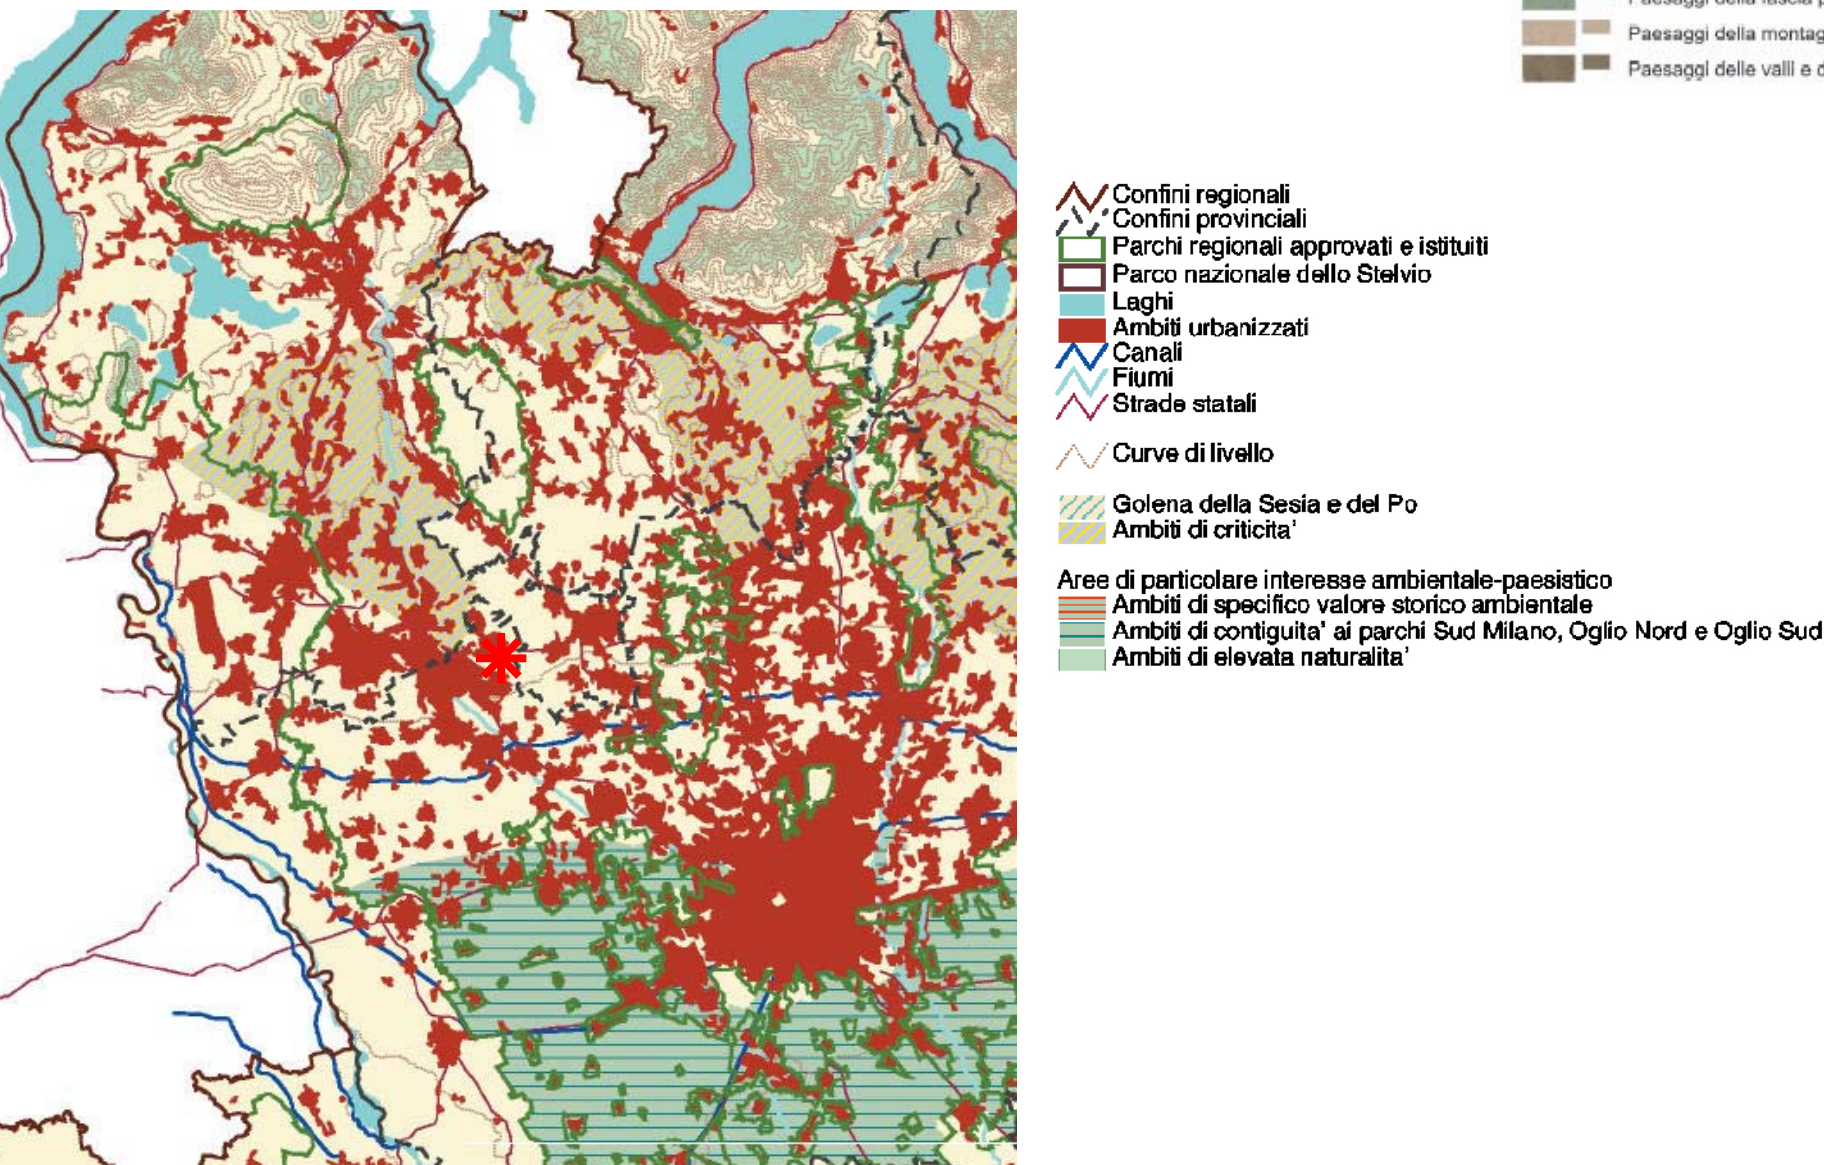 Paesaggi della fascia
Paesaggi della montag
Paesaggi delle valli e d
Confini regionali
Confini provinciali
Parchi regionali approvati e istituiti
Parco nazionale dello Stelvio
Laghi
Ambiti urbanizzati
Canali
Fiumi
Strade statali
Curve di livello
Golena della Sesia e del Po
Ambiti di criticita'
Aree di particolare interesse ambientale-paesistico
Ambiti di specifico valore storico ambientale
Ambiti di contiguita' ai parchi Sud Milano, Oglio Nord e Oglio Sud
Ambiti di elevata naturalita'